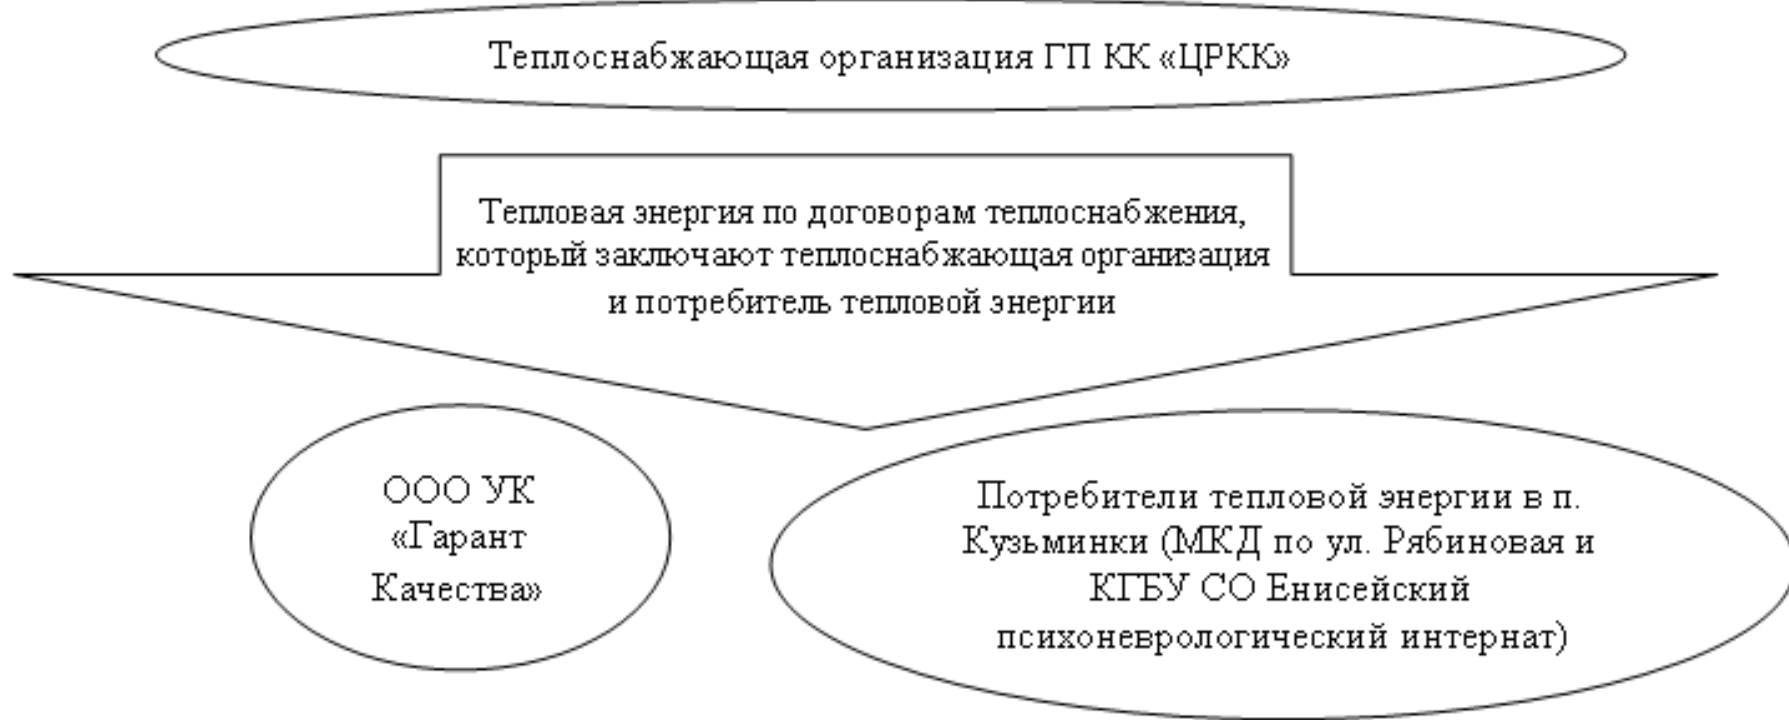 Теплоснабжающая организация ГП КК «ЦРКК»
Тепловая энергия по договорам теплоснабжения,
который заключают теплоснабжающая организация
и потребитель тепловой энергии
ООО УК
«Гарант
Качества»
Потребители тепловой энергии в п.
Кузьминки (МКД по ул. Рябиновая и
КГБУ СО Енисейский
психоневрологический интернат)